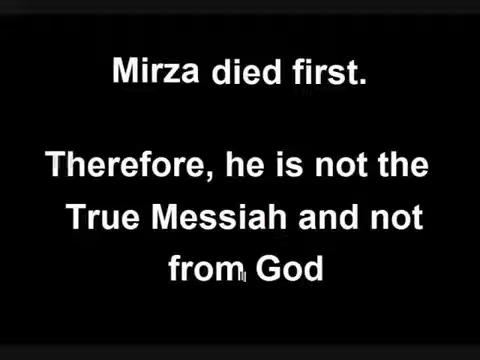 Mirza died first.
Therefore, he is not the
True Messiah and not
from God